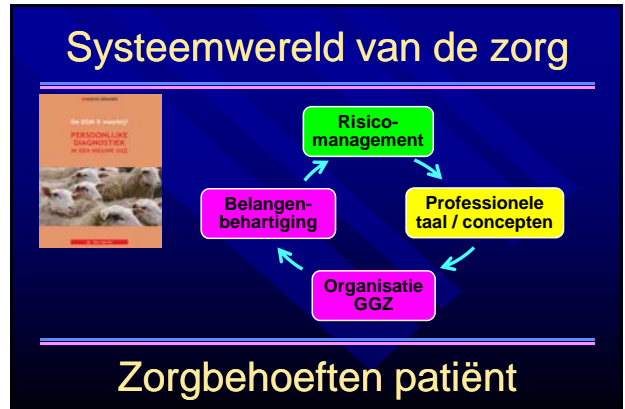 Systeemwereld van de zorg
De DSM-5 voorbij!
PERSOONLIJKE
DIAGNOSTIEK
IN EEN NIEUWE GGZ
Risico-
management
Belangen-
behartiging
Professionele
taal / concepten
Organisatie
GGZ
Zorgbehoeften patiënt